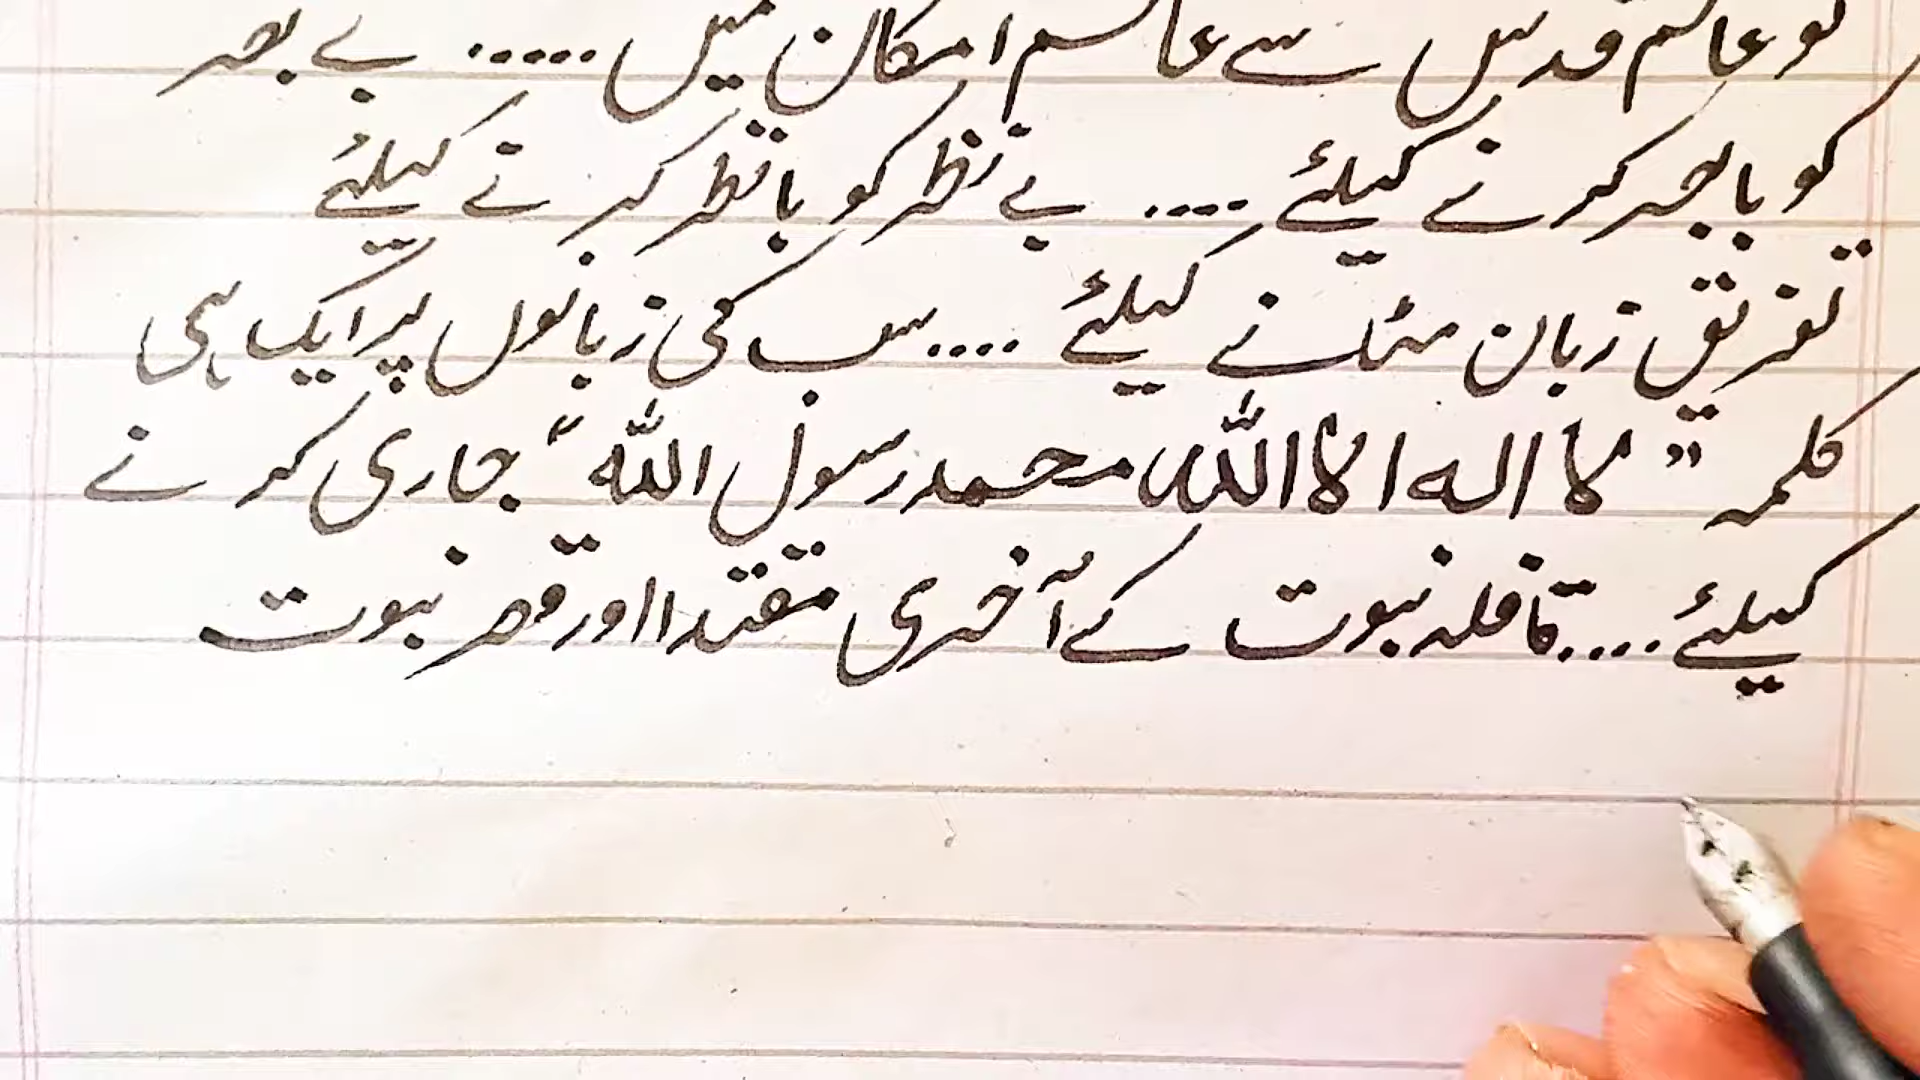 تو عالم قدس سے عالم امکان میں ..... بے بصر
کو باخبر کرنے کیلئے .... بے نظر کو بانظر کرنے کیلئے
تفریق زبان مٹانے کیلئے .... سب کی زبانوں پر ایک ہی
کلمہ "لا الہ الا اللہ محمد رسول اللہ" جاری کرنے
کیلئے .... قافلہ نبوت کے آخری مقتدا اور قصر نبوت